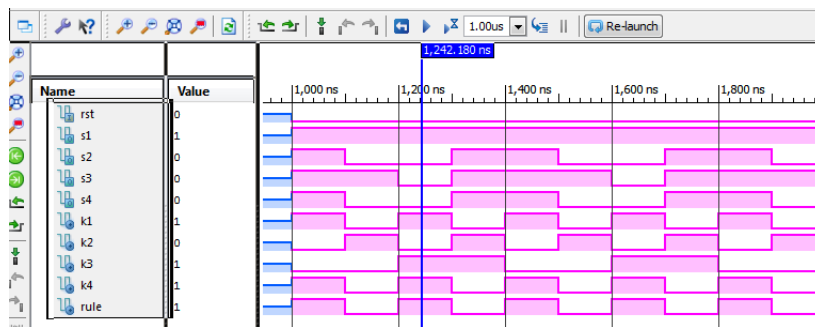 1.00us Re-launch
1,242.180 ns
Name Value
1,000 ns 1,200 ns 1,400 ns 1,600 ns 1,800 ns
rst 0
s1 1
s2 0
s3 0
s4 0
k1 1
k2 0
k3 1
k4 1
rule 1